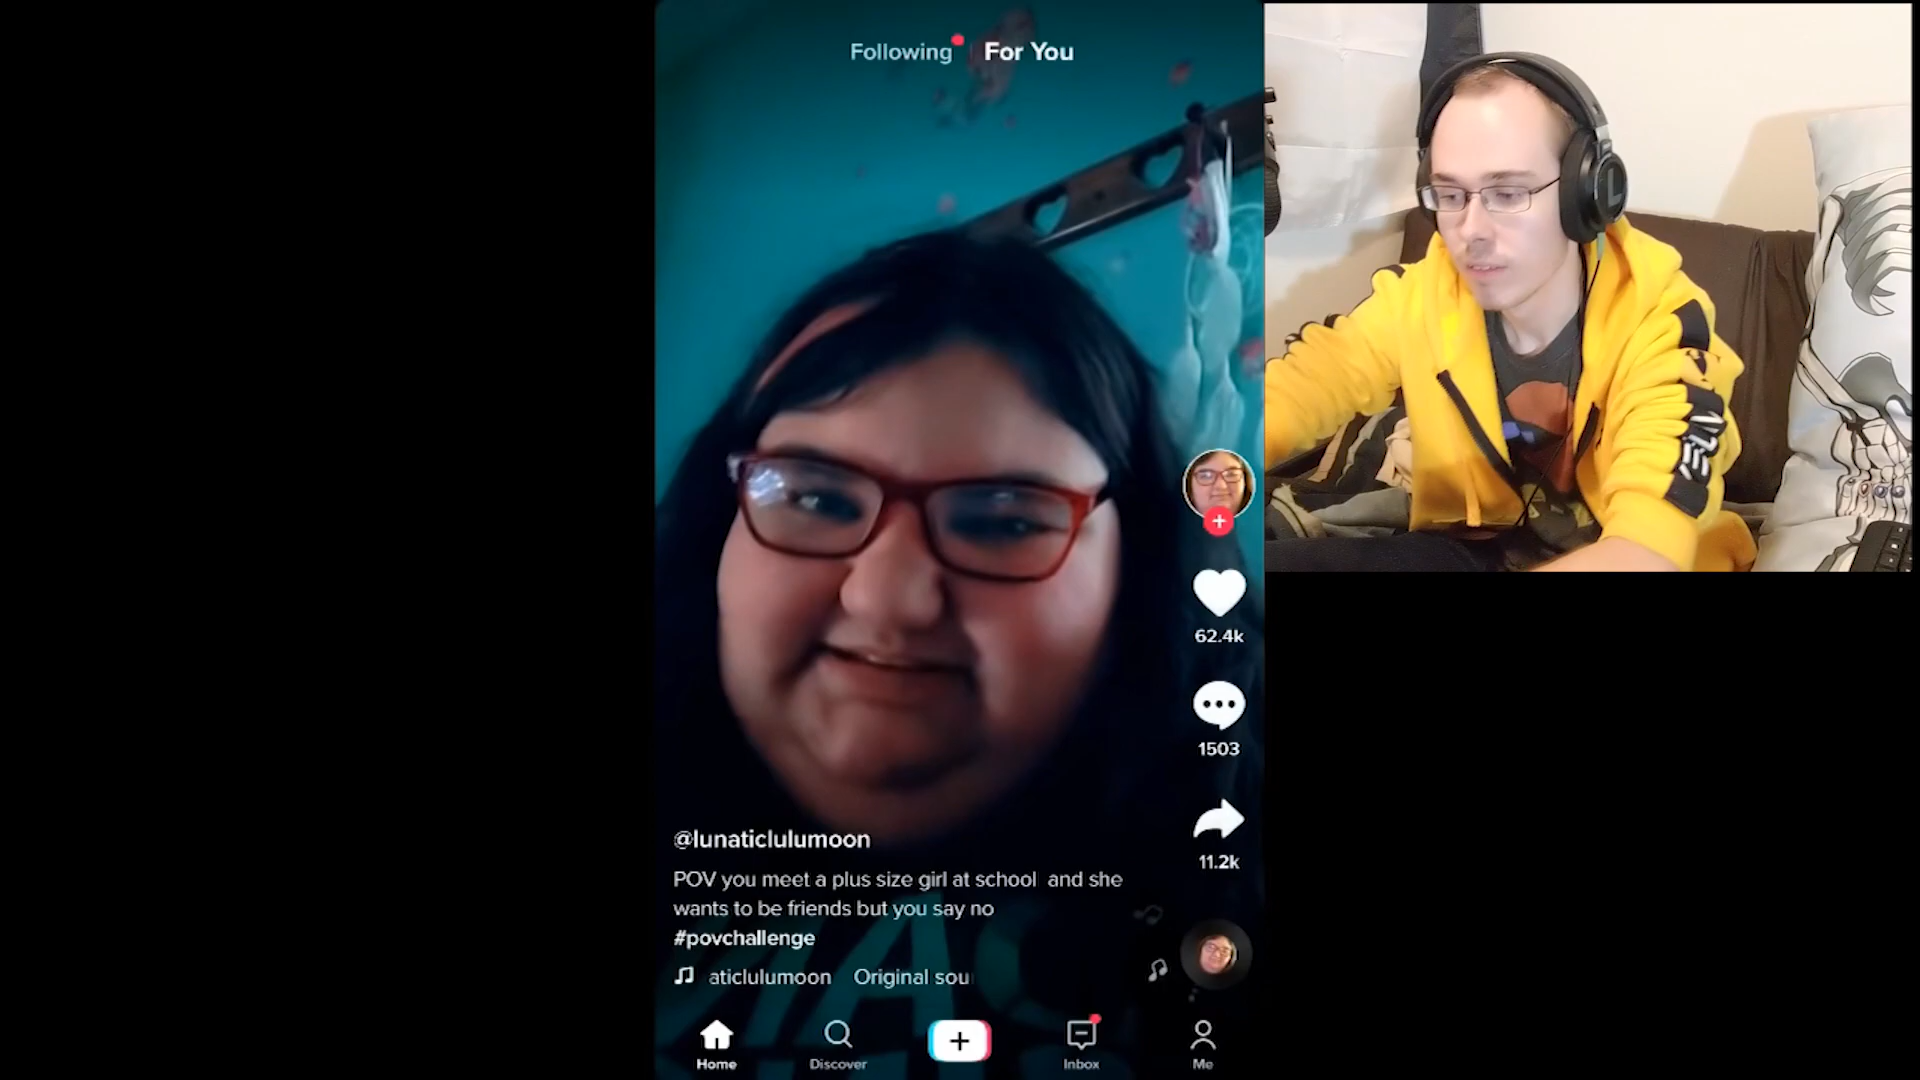 Following
For You
62.4k
1503
11.2k
@lunaticlulumoon
POV you meet a plus size girl at school and she
wants to be friends but you say no
#povchallenge
aticlulumoon Original sou
Home
Discover
Inbox
Me